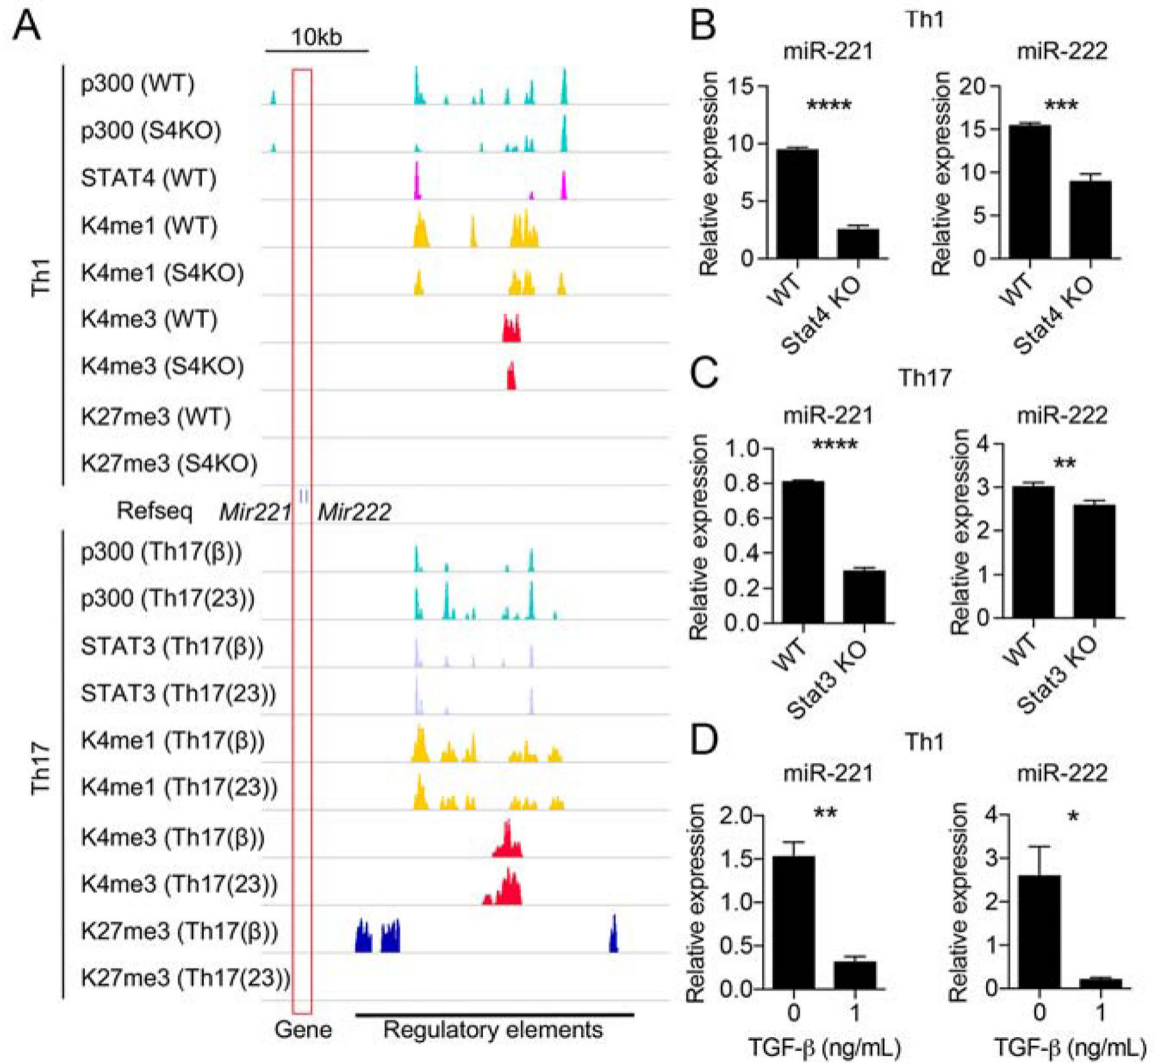 A
10kb
Th1
p300 (WT)
p300 (S4KO)
STAT4 (WT)
K4me1 (WT)
K4me1 (S4KO)
K4me3 (WT)
K4me3 (S4KO)
K27me3 (WT)
K27me3 (S4KO)
Refseq Mir221 Mir222
Th17
p300 (Th17(β))
p300 (Th17(23))
STAT3 (Th17(β))
STAT3 (Th17(23))
K4me1 (Th17(β))
K4me1 (Th17(23))
K4me3 (Th17(β))
K4me3 (Th17(23))
K27me3 (Th17(β))
K27me3 (Th17(23))
Gene Regulatory elements
B
Th1
miR-221
Relative expression
15
10
5
0
****
WT
Stat4 KO
miR-222
Relative expression
20
15
10
5
0
***
WT
Stat4 KO
C
Th17
miR-221
Relative expression
1.0
0.8
0.6
0.4
0.2
0.0
****
WT
Stat3 KO
miR-222
Relative expression
4
3
2
1
0
**
WT
Stat3 KO
D
Th1
miR-221
Relative expression
2.0
1.5
1.0
0.5
0.0
**
0 1
TGF-β (ng/mL)
miR-222
Relative expression
4
3
2
1
0
*
0 1
TGF-β (ng/mL)